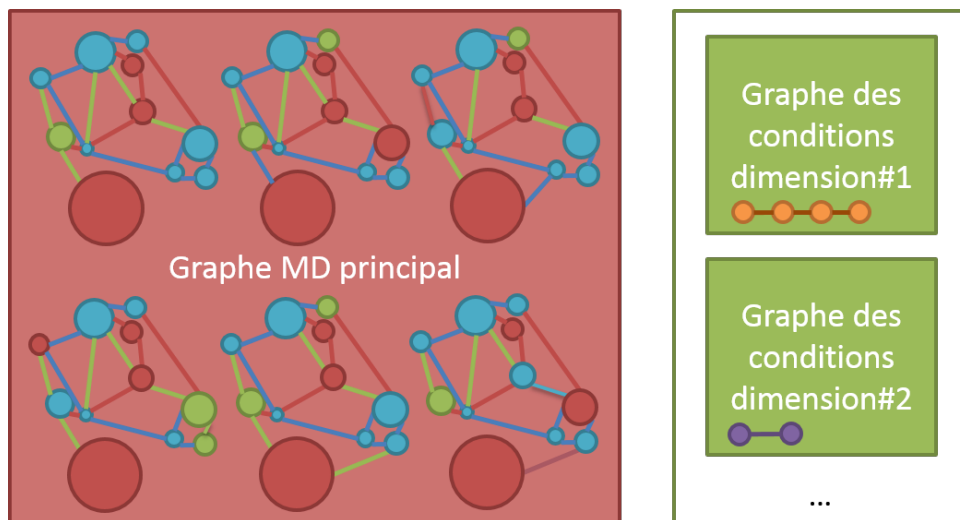 Graphe MD principal
Graphe des
conditions
dimension#1
Graphe des
conditions
dimension#2
...